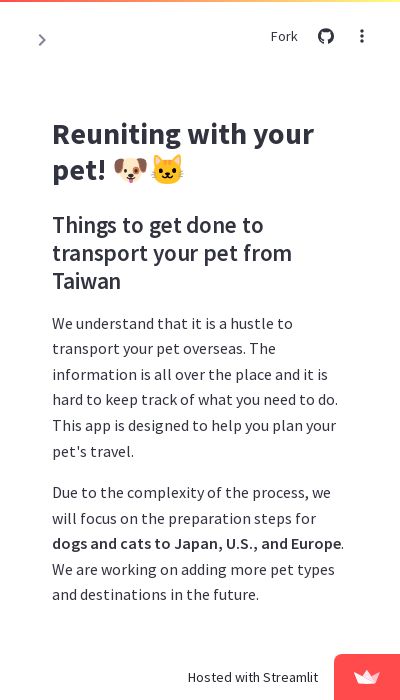 Fork
Reuniting with your
pet! 🐶🐱
Things to get done to
transport your pet from
Taiwan
We understand that it is a hustle to
transport your pet overseas. The
information is all over the place and it is
hard to keep track of what you need to do.
This app is designed to help you plan your
pet's travel.
Due to the complexity of the process, we
will focus on the preparation steps for
dogs and cats to Japan, U.S., and Europe.
We are working on adding more pet types
and destinations in the future.
Hosted with Streamlit